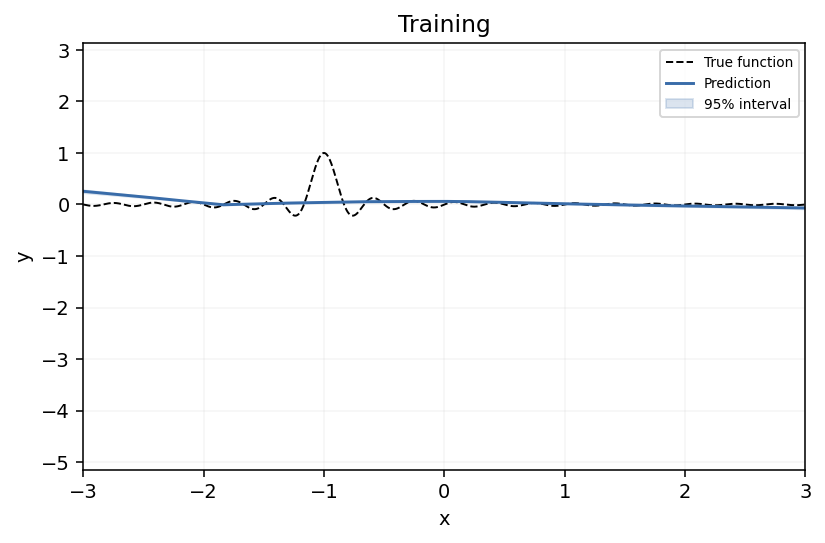 Training
3
2
1
0
−1
−2
−3
−4
−5
y
True function
Prediction
95% interval
−3 −2 −1 0 1 2 3
x